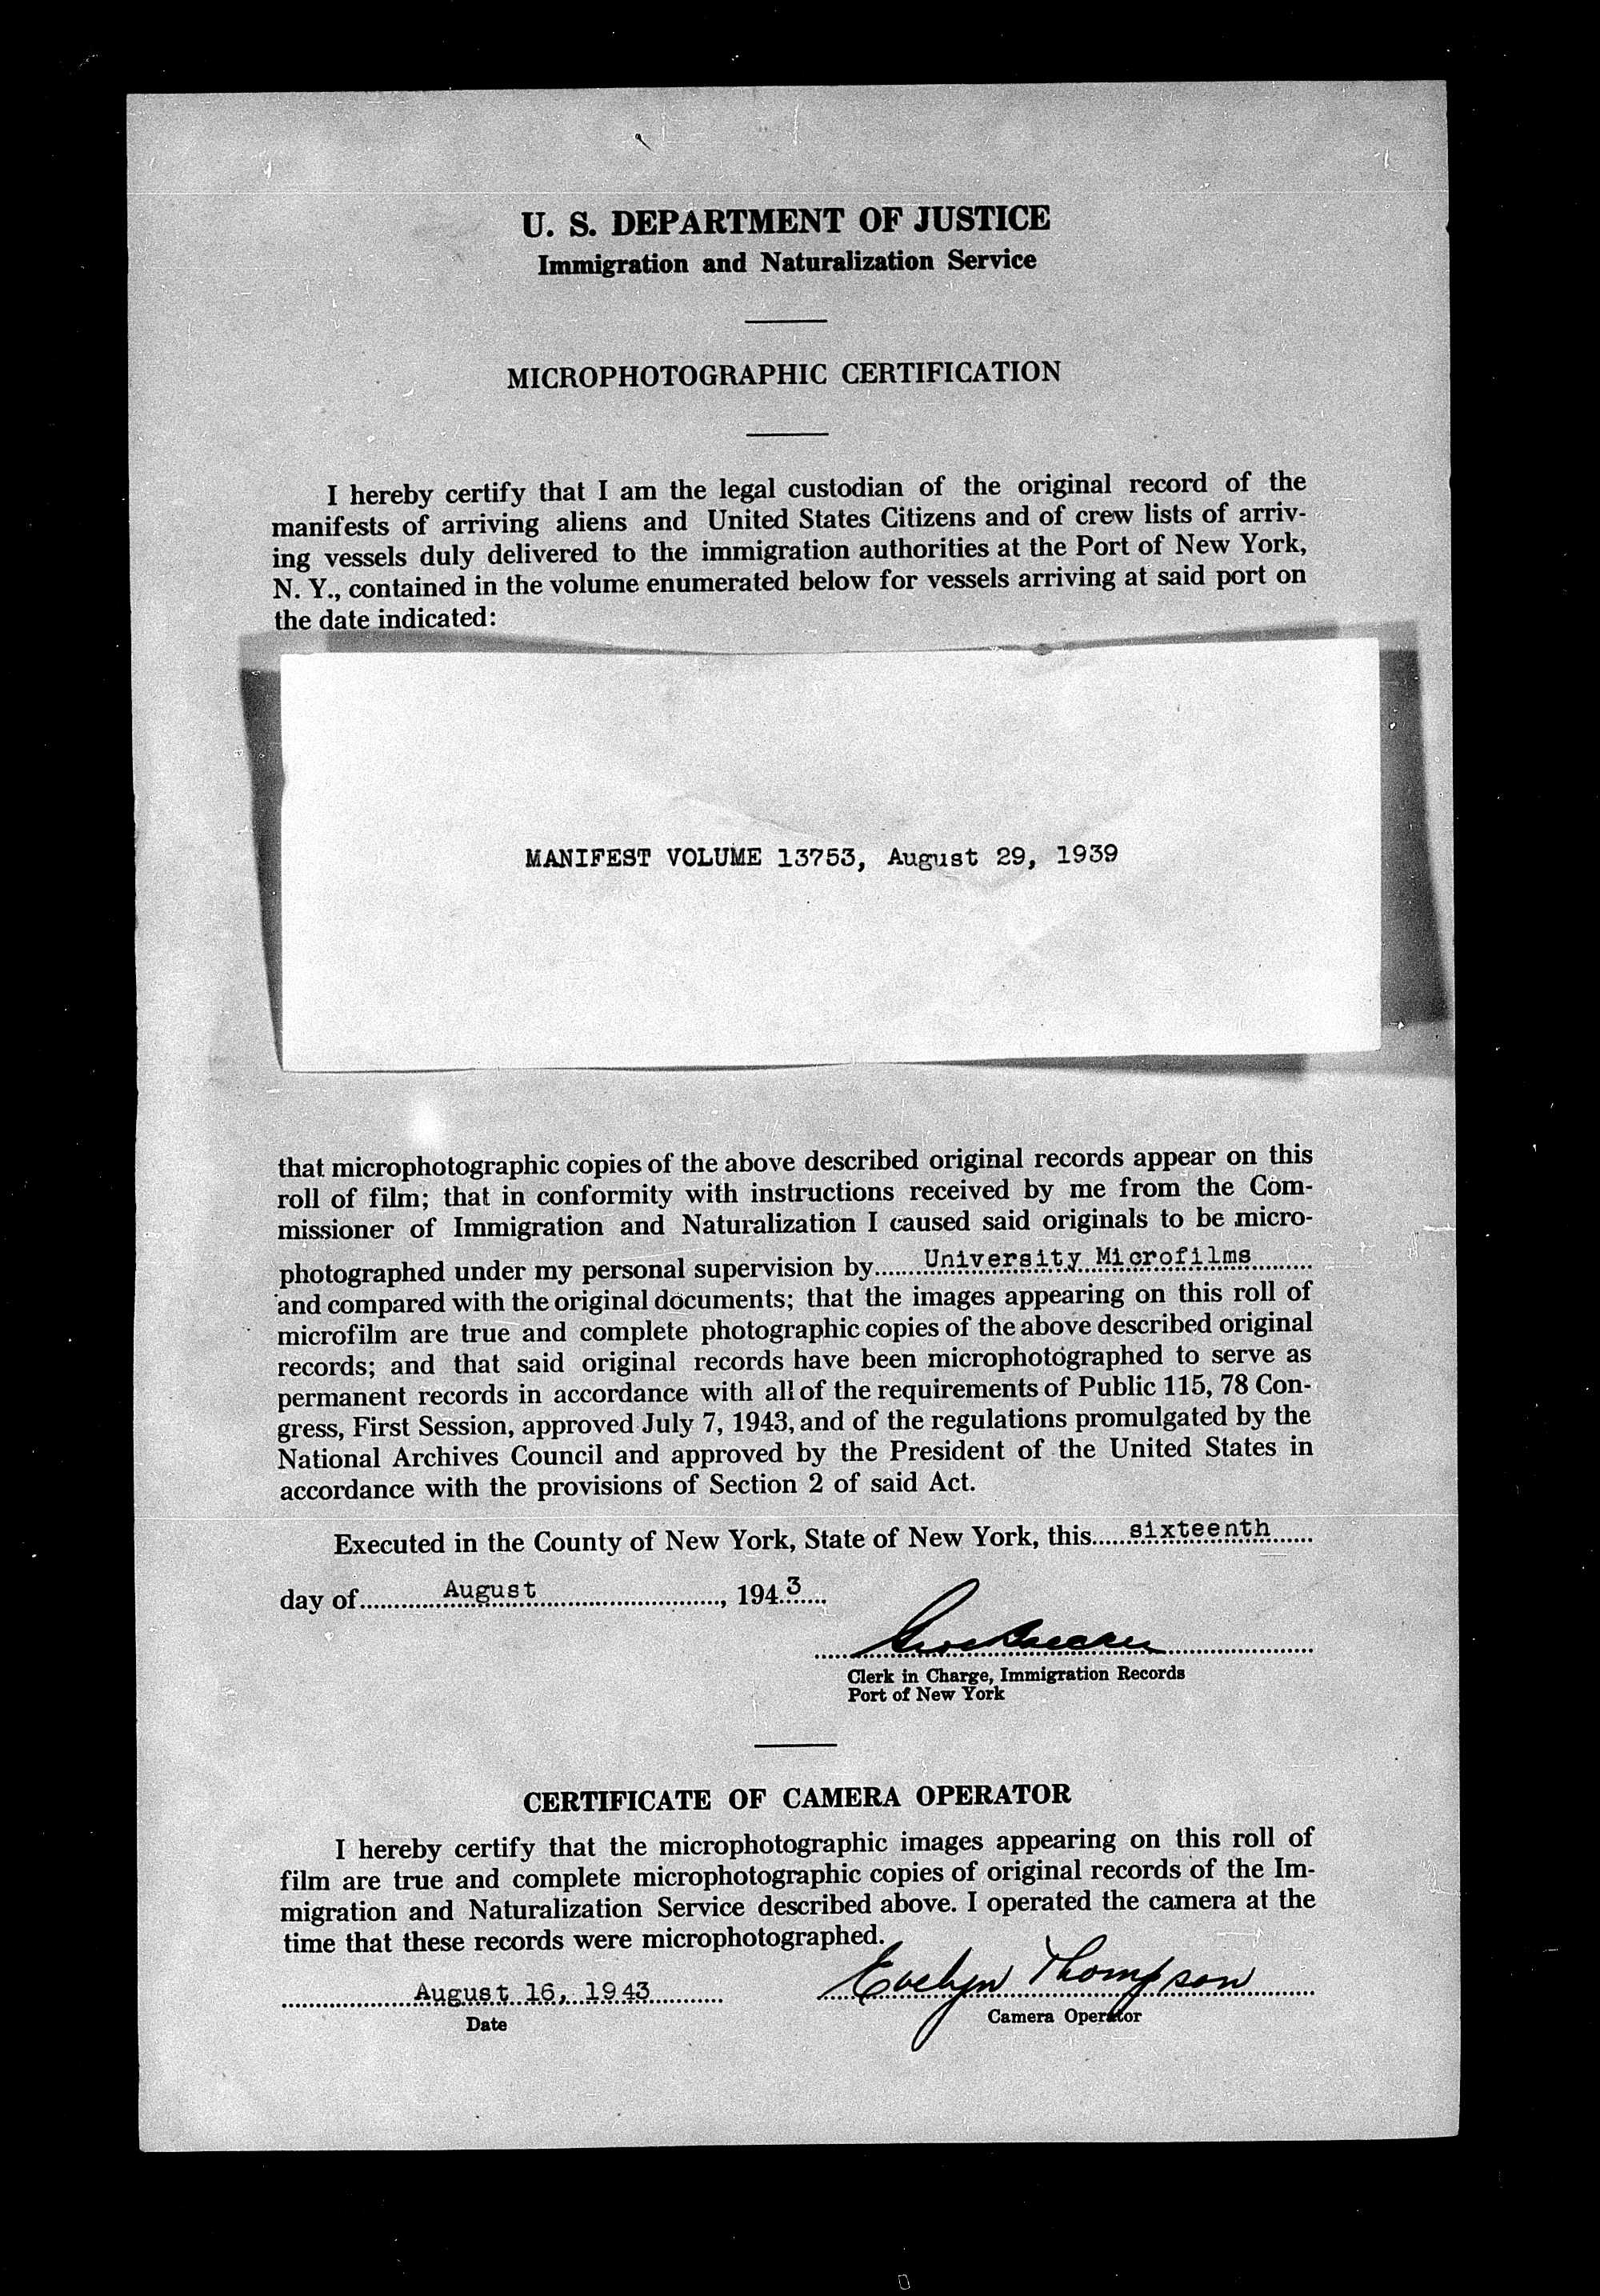 U. S. DEPARTMENT OF JUSTICE
Immigration and Naturalization Service
MICROPHOTOGRAPHIC CERTIFICATION
I hereby certify that I am the legal custodian of the original record of the
manifests of arriving aliens and United States Citizens and of crew lists of arriv-
ing vessels duly delivered to the immigration authorities at the Port of New York,
N. Y., contained in the volume enumerated below for vessels arriving at said port on
the date indicated:
MANIFEST VOLUME 13753, August 29, 1939
that microphotographic copies of the above described original records appear on this
roll of film; that in conformity with instructions received by me from the Com-
missioner of Immigration and Naturalization I caused said originals to be micro-
photographed under my personal supervision by University Microfilms
and compared with the original documents; that the images appearing on this roll of
microfilm are true and complete photographic copies of the above described original
records; and that said original records have been microphotographed to serve as
permanent records in accordance with all of the requirements of Public 115, 78 Con-
gress, First Session, approved July 7, 1943, and of the regulations promulgated by the
National Archives Council and approved by the President of the United States in
accordance with the provisions of Section 2 of said Act.
Executed in the County of New York, State of New York, this sixteenth
day of August, 1943
Clerk in Charge, Immigration Records
Port of New York
CERTIFICATE OF CAMERA OPERATOR
I hereby certify that the microphotographic images appearing on this roll of
film are true and complete microphotographic copies of original records of the Im-
migration and Naturalization Service described above. I operated the camera at the
time that these records were microphotographed.
August 16, 1943 Evelyn Thompson
Date Camera Operator